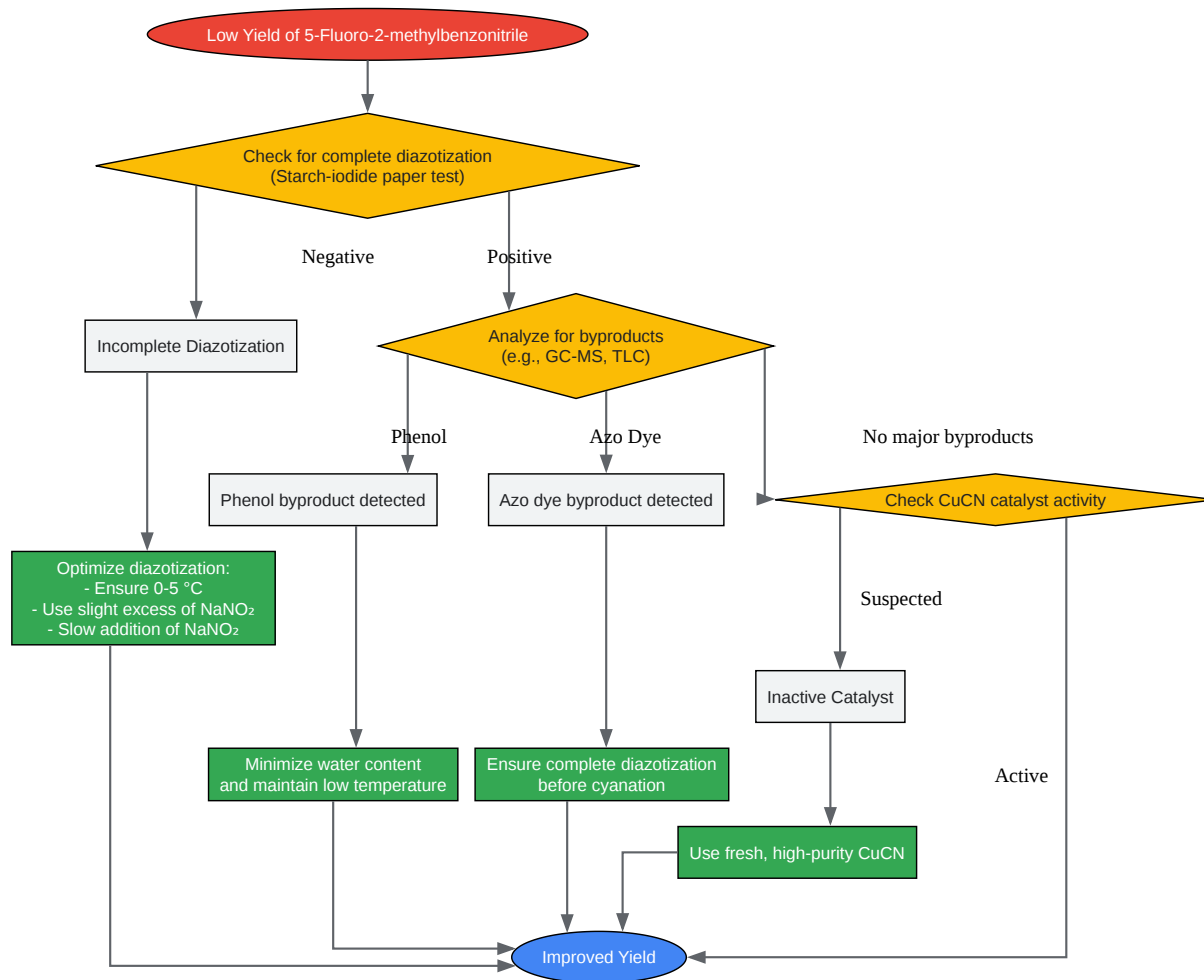 Low Yield of 5-Fluoro-2-methylbenzonitrile
Check for complete diazotization
(Starch-iodide paper test)
Negative
Positive
Incomplete Diazotization
Analyze for byproducts
(e.g., GC-MS, TLC)
Phenol
Azo Dye
No major byproducts
Phenol byproduct detected
Azo dye byproduct detected
Check CuCN catalyst activity
Optimize diazotization:
- Ensure 0-5 °C
- Use slight excess of NaNO₂
- Slow addition of NaNO₂
Suspected
Inactive Catalyst
Minimize water content
and maintain low temperature
Ensure complete diazotization
before cyanation
Active
Use fresh, high-purity CuCN
Improved Yield